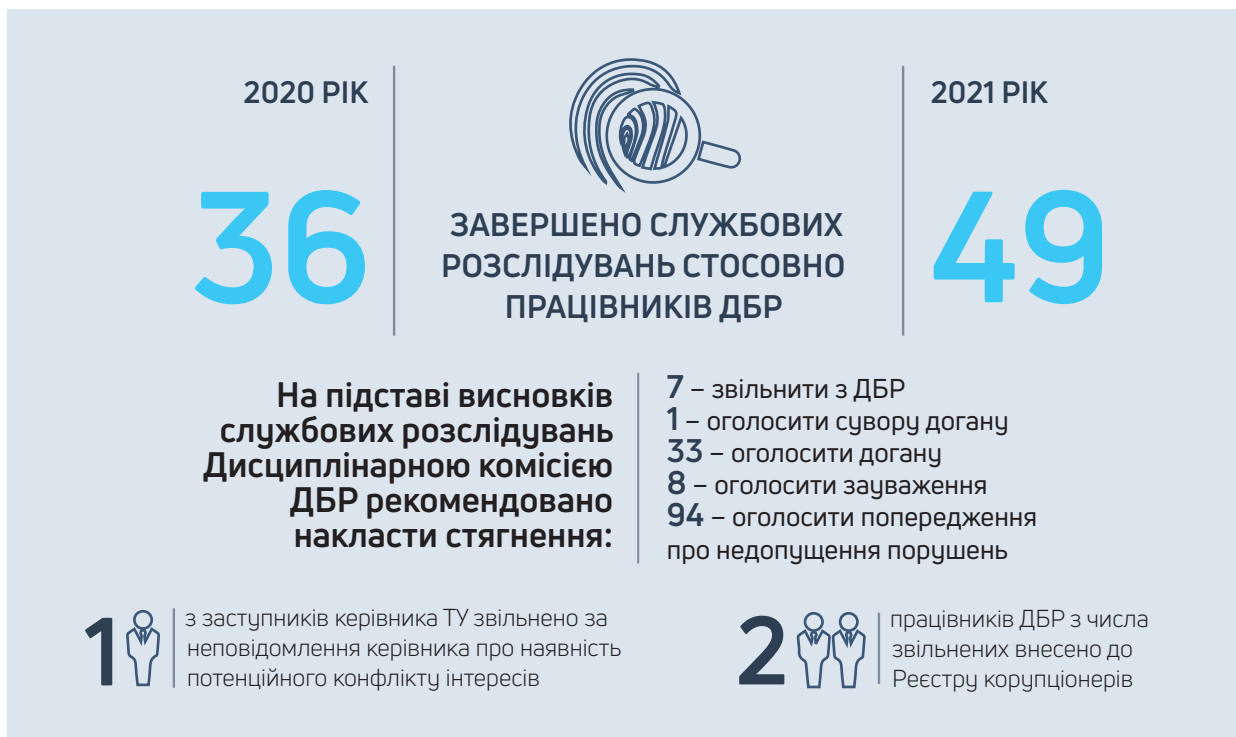 2020 РІК
36
ЗАВЕРШЕНО СЛУЖБОВИХ
РОЗСЛІДУВАНЬ СТОСОВНО
ПРАЦІВНИКІВ ДБР
2021 РІК
49
На підставі висновків
службових розслідувань
Дисциплінарною комісією
ДБР рекомендовано
накласти стягнення:
7 – звільнити з ДБР
1 – оголосити сувору догану
33 – оголосити догану
8 – оголосити зауваження
94 – оголосити попередження
про недопущення порушень
1
з заступників керівника ТУ звільнено за
неповідомлення керівника про наявність
потенційного конфлікту інтересів
2
працівників ДБР з числа
звільнених внесено до
Реєстру корупціонерів